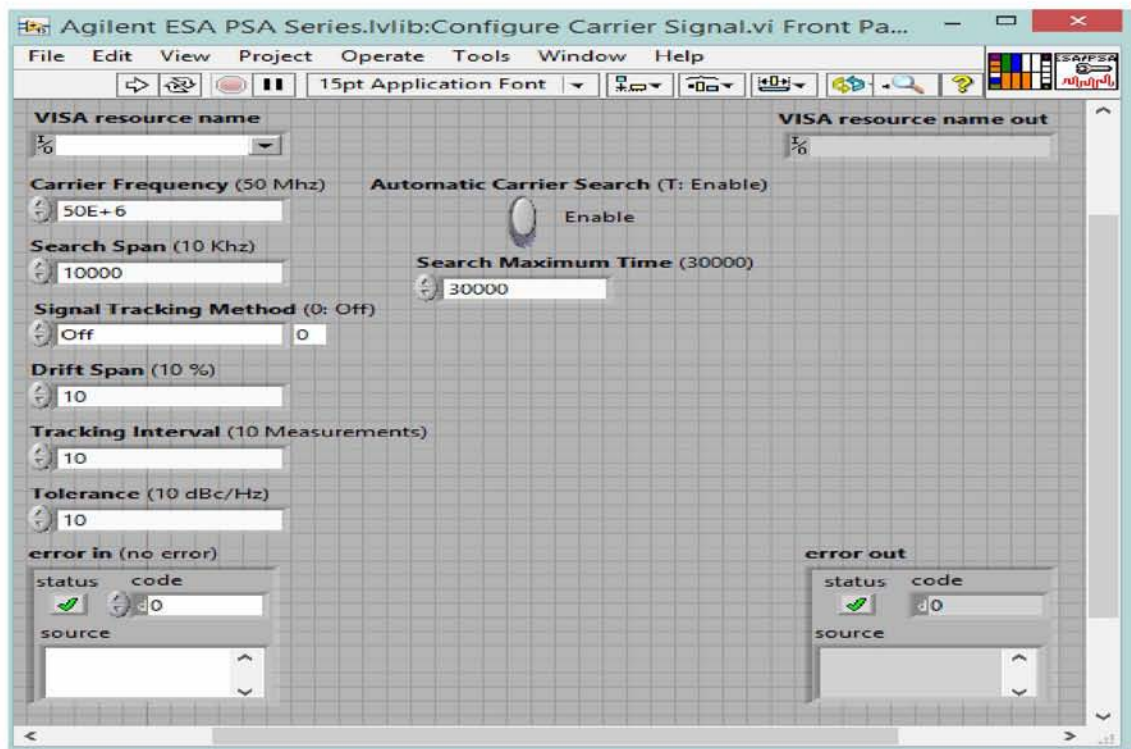 Agilent ESA PSA Series.lvlib:Configure Carrier Signal.vi Front Pa...
File Edit View Project Operate Tools Window Help
15pt Application Font
ESA/PSA
VISA resource name
VISA resource name out
Carrier Frequency (50 Mhz)
50E+6
Automatic Carrier Search (T: Enable)
Enable
Search Span (10 Khz)
10000
Search Maximum Time (30000)
30000
Signal Tracking Method (0: Off)
Off 0
Drift Span (10 %)
10
Tracking Interval (10 Measurements)
10
Tolerance (10 dBc/Hz)
10
error in (no error)
status code
d 0
source
error out
status code
d 0
source